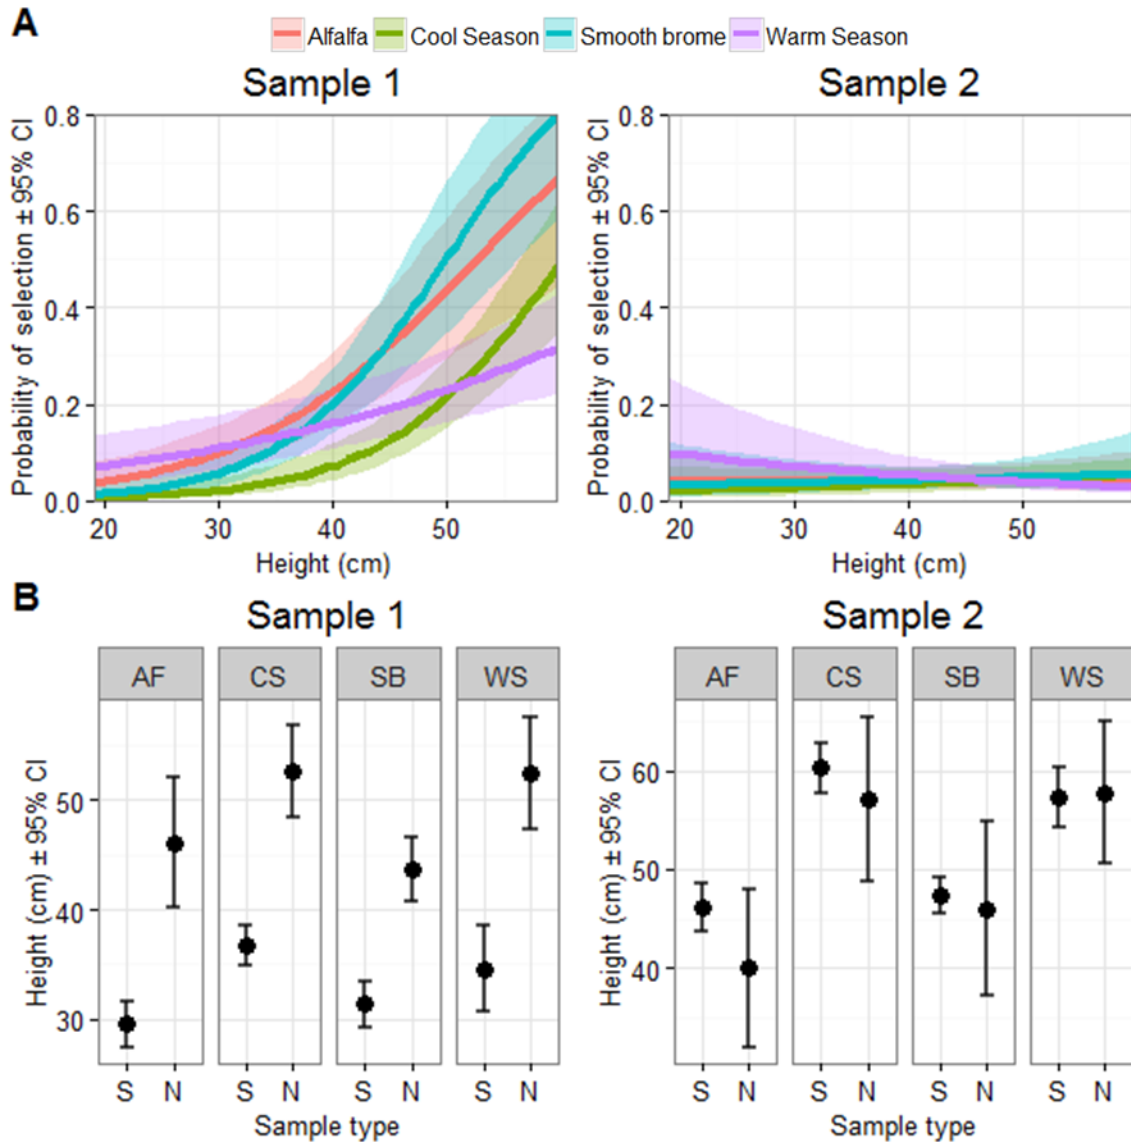 A
Alfalfa Cool Season Smooth brome Warm Season
Sample 1
Sample 2
Probability of selection ± 95% CI
0.8
0.6
0.4
0.2
0.0
20 30 40 50
Height (cm)
Probability of selection ± 95% CI
0.8
0.6
0.4
0.2
0.0
20 30 40 50
Height (cm)
B
Sample 1
Sample 2
AF CS SB WS
Height (cm) ± 95% CI
50
40
30
S N S N S N S N
Sample type
AF CS SB WS
Height (cm) ± 95% CI
60
50
40
S N S N S N S N
Sample type